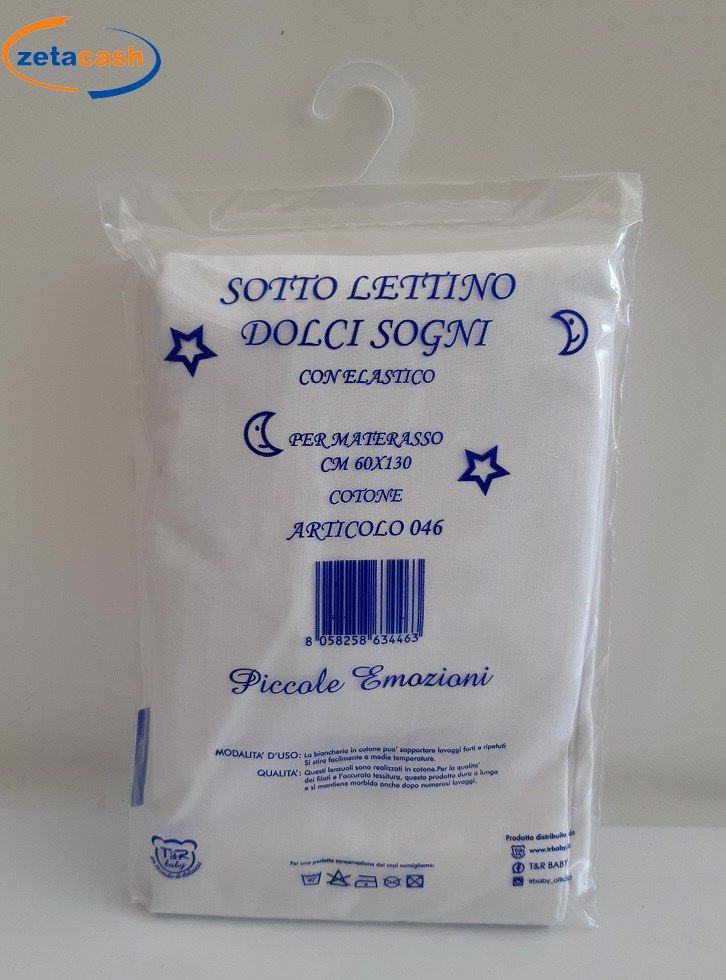 zetacash
SOTTO LETTINO
DOLCI SOGNI
CON ELASTICO
PER MATERASSO
CM 60X130
COTONE
ARTICOLO 046
8 058258 634463
Piccole Emozioni
MODALITA' D'USO: La biancheria in cotone pua' sopportare lavaggi forti e ripetuti
Si stira facilmente a medie temperature.
QUALITA': Questi lenzuoli sono realizzati in cotone.Per la qualita'
dei filati e l'accurata tessitura, questo prodotto dura a lungo
e si mantiene morbido anche dopo numerosi lavaggi.
T&R
baby
Per una perfetta conservazione dei capi consigliamo:
60°
Prodotto distribuito da
www.trbaby.
T&R BABY
trbaby_offici